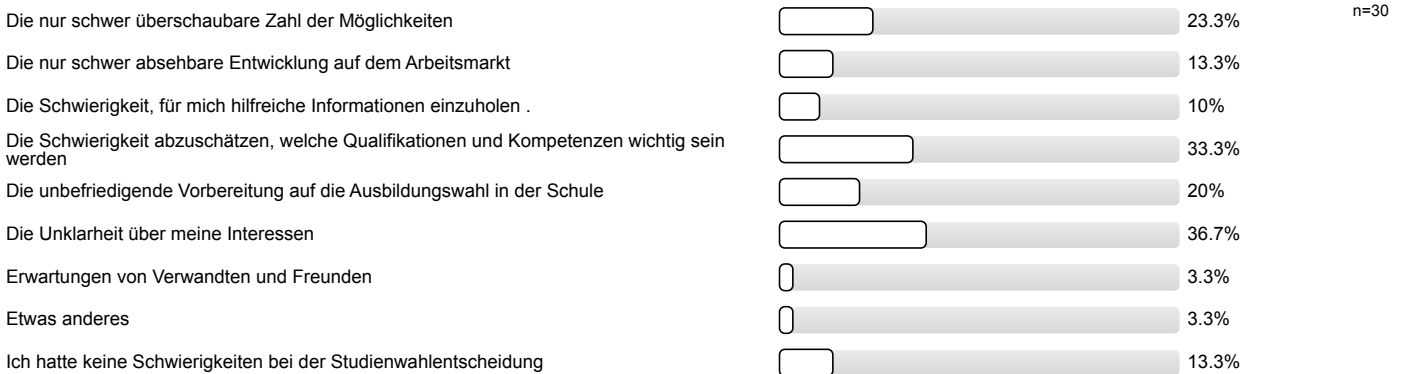 Die nur schwer überschaubare Zahl der Möglichkeiten 23.3% n=30
Die nur schwer absehbare Entwicklung auf dem Arbeitsmarkt 13.3%
Die Schwierigkeit, für mich hilfreiche Informationen einzuholen . 10%
Die Schwierigkeit abzuschätzen, welche Qualifikationen und Kompetenzen wichtig sein
werden 33.3%
Die unbefriedigende Vorbereitung auf die Ausbildungswahl in der Schule 20%
Die Unklarheit über meine Interessen 36.7%
Erwartungen von Verwandten und Freunden 3.3%
Etwas anderes 3.3%
Ich hatte keine Schwierigkeiten bei der Studienwahlentscheidung 13.3%